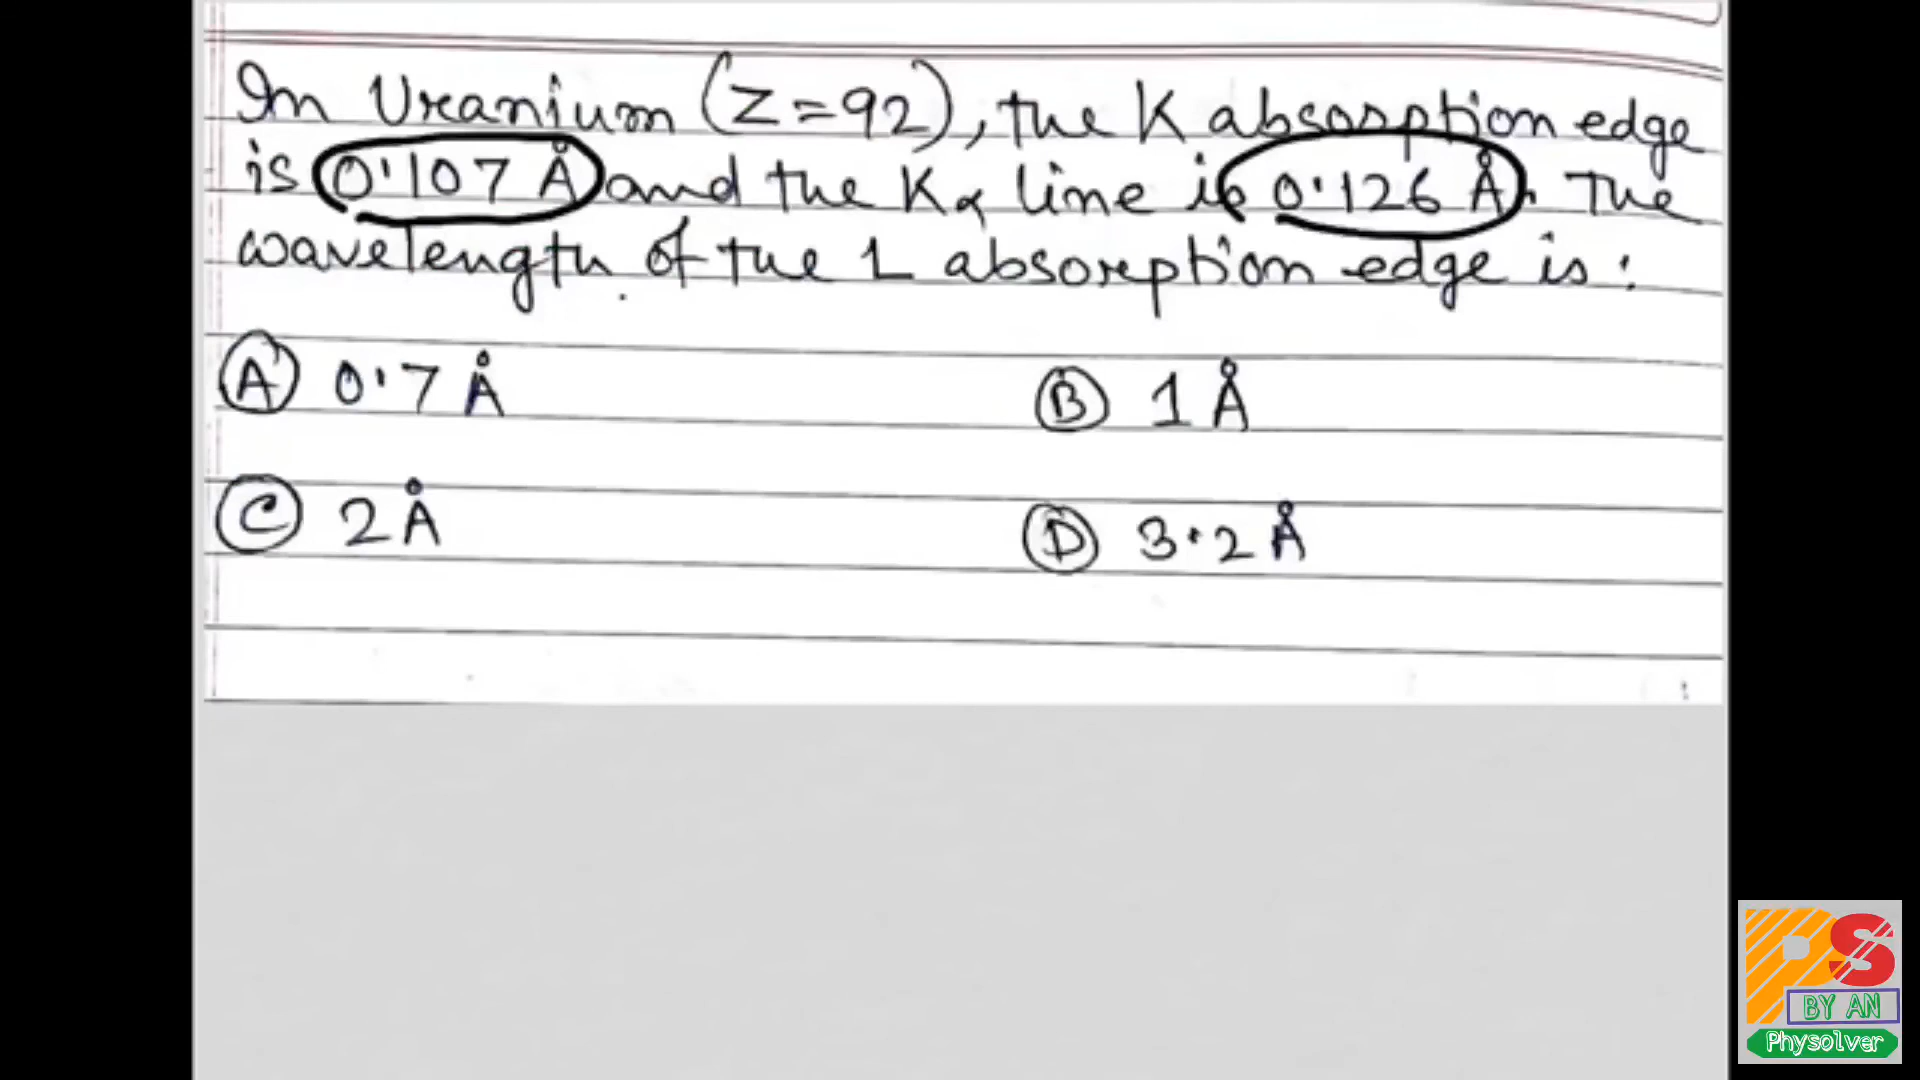 In Uranium (Z=92), the K absorption edge
is 0.107 Å and the Kα line is 0.126 Å. The
wavelength of the L absorption edge is:
(A) 0.7 Å (B) 1 Å
(C) 2 Å (D) 3.2 Å
PS
BY AN
Physolver